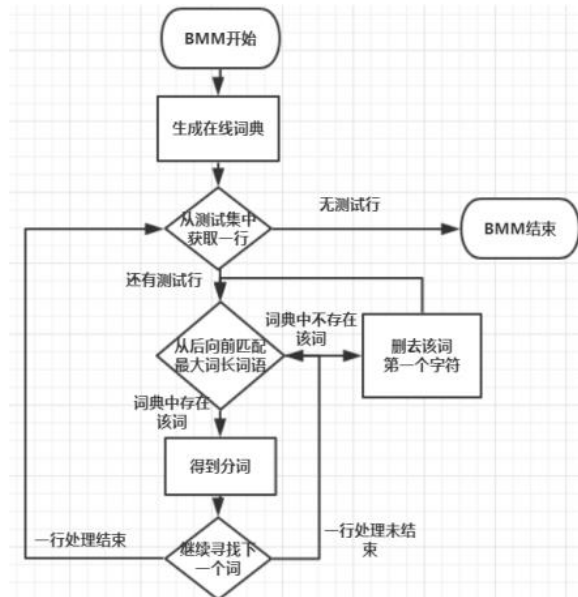 BMM开始
生成在线词典
从测试集中
获取一行
无测试行
BMM结束
还有测试行
从后向前匹配
最大词长词语
词典中不存在
该词
删去该词
第一个字符
词典中存在
该词
得到分词
继续寻找下
一个词
一行处理结束
一行处理未结
束